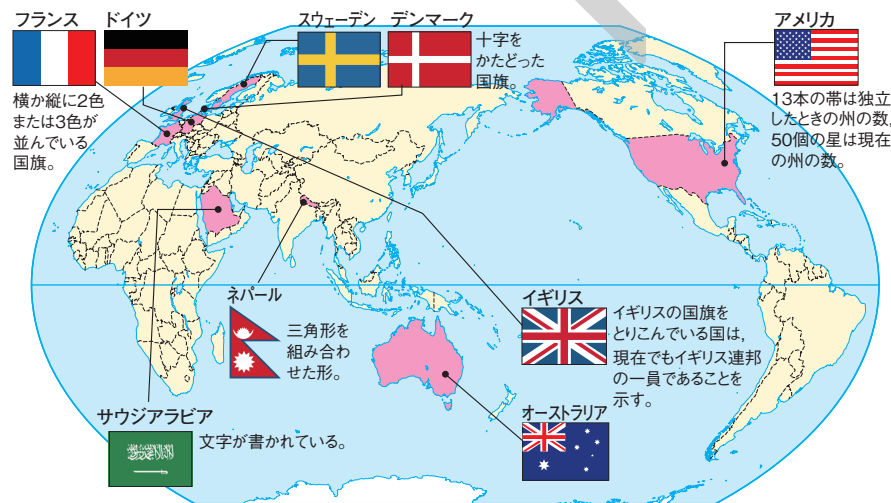 フランス
ドイツ
横か縦に2色
または3色が
並んでいる
国旗。
スウェーデン
デンマーク
十字を
かたどった
国旗。
アメリカ
13本の帯は独立
したときの州の数,
50個の星は現在
の州の数。
ネパール
三角形を
組み合わ
せた形。
イギリス
イギリスの国旗を
とりこんでいる国は,
現在でもイギリス連邦
の一員であることを
示す。
サウジアラビア
文字が書かれている。
オーストラリア